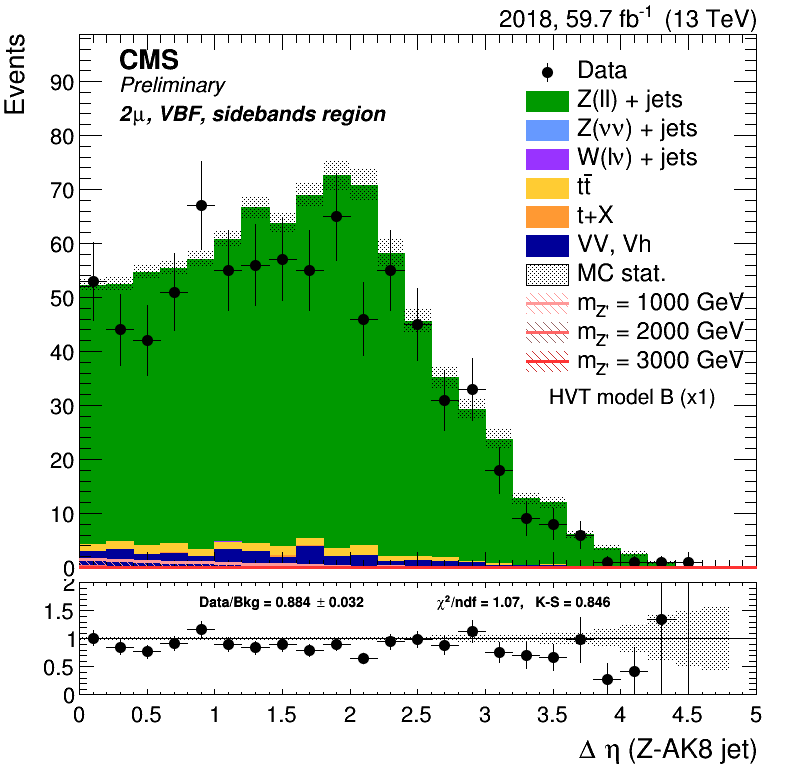 2018, 59.7 fb⁻¹ (13 TeV)
Events
CMS
Preliminary
2μ, VBF, sidebands region
Data
Z(ll) + jets
Z(νν) + jets
W(lν) + jets
tt̄
t+X
VV, Vh
MC stat.
m_Z' = 1000 GeV
m_Z' = 2000 GeV
m_Z' = 3000 GeV
HVT model B (x1)
90
80
70
60
50
40
30
20
10
0
Data/Bkg = 0.884 ± 0.032 χ²/ndf = 1.07, K-S = 0.846
2
1.5
1
0.5
0
0 0.5 1 1.5 2 2.5 3 3.5 4 4.5 5
Δ η (Z-AK8 jet)